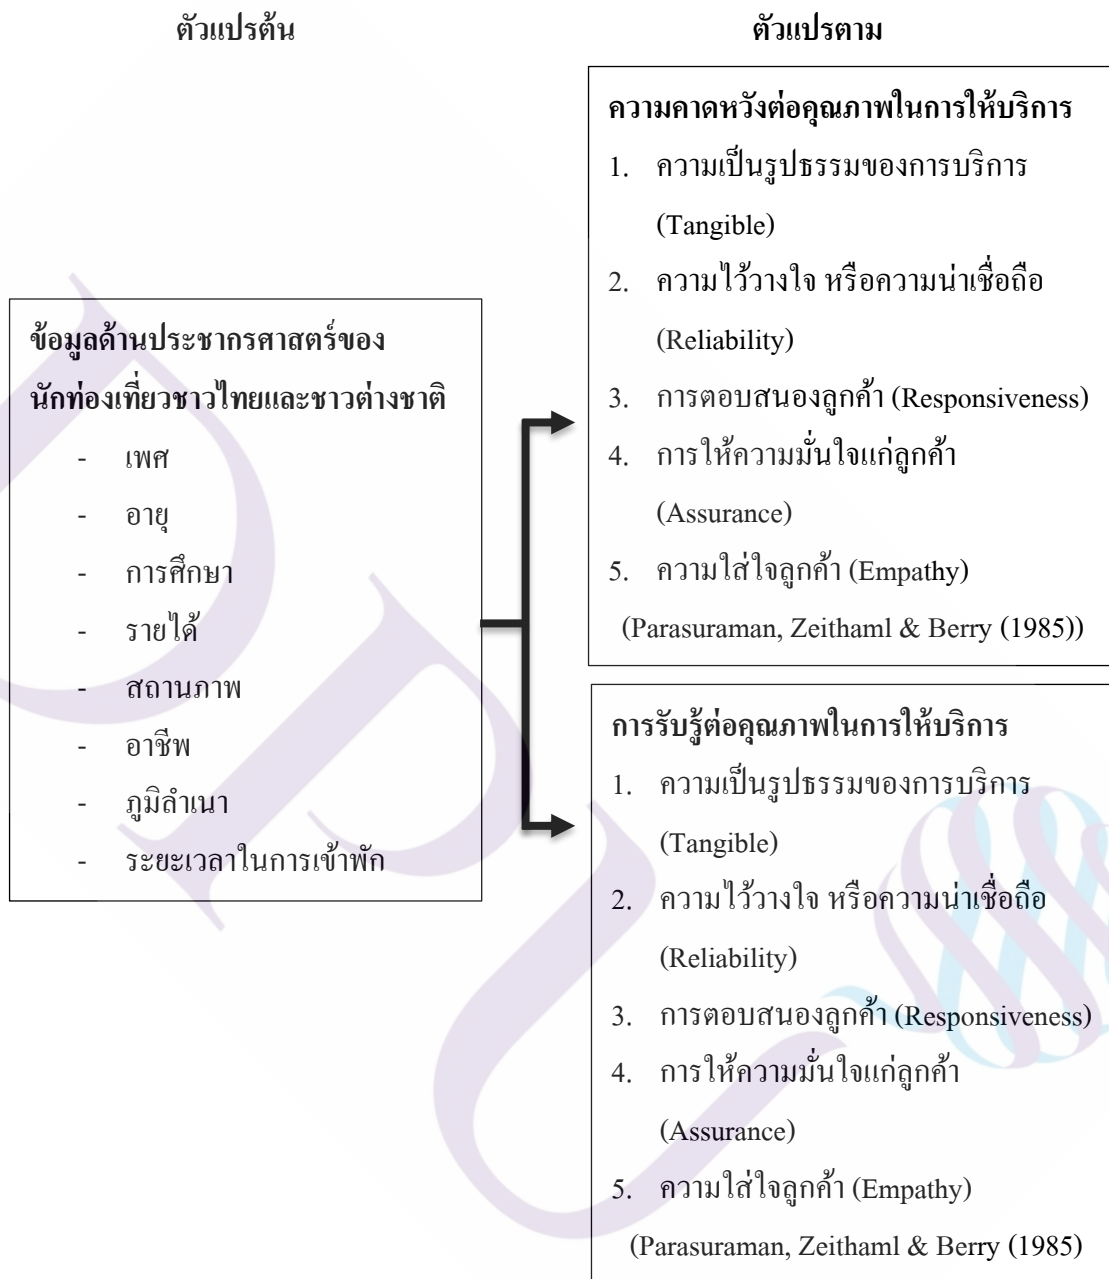 ตัวแปรต้น
ตัวแปรตาม
ข้อมูลด้านประชากรศาสตร์ของ
นักท่องเที่ยวชาวไทยและชาวต่างชาติ
- เพศ
- อายุ
- การศึกษา
- รายได้
- สถานภาพ
- อาชีพ
- ภูมิลำเนา
- ระยะเวลาในการเข้าพัก
ความคาดหวังต่อคุณภาพในการให้บริการ
1. ความเป็นรูปธรรมของการบริการ
(Tangible)
2. ความไว้วางใจ หรือความน่าเชื่อถือ
(Reliability)
3. การตอบสนองลูกค้า (Responsiveness)
4. การให้ความมั่นใจแก่ลูกค้า
(Assurance)
5. ความใส่ใจลูกค้า (Empathy)
(Parasuraman, Zeithaml & Berry (1985))
การรับรู้ต่อคุณภาพในการให้บริการ
1. ความเป็นรูปธรรมของการบริการ
(Tangible)
2. ความไว้วางใจ หรือความน่าเชื่อถือ
(Reliability)
3. การตอบสนองลูกค้า (Responsiveness)
4. การให้ความมั่นใจแก่ลูกค้า
(Assurance)
5. ความใส่ใจลูกค้า (Empathy)
(Parasuraman, Zeithaml & Berry (1985)
DPU